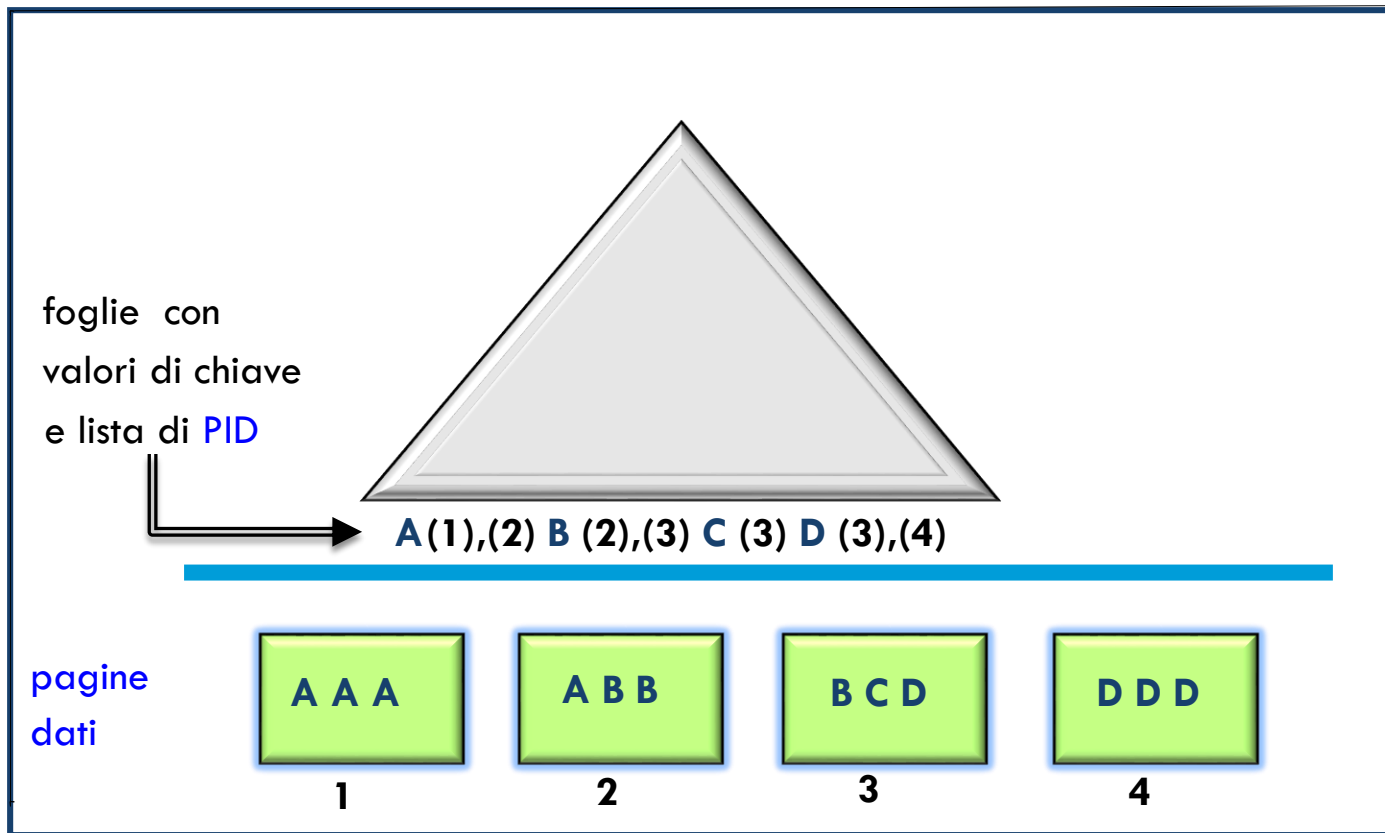 foglie con
valori di chiave
e lista di PID
A (1),(2) B (2),(3) C (3) D (3),(4)
pagine
dati
A A A
A B B
B C D
D D D
1
2
3
4